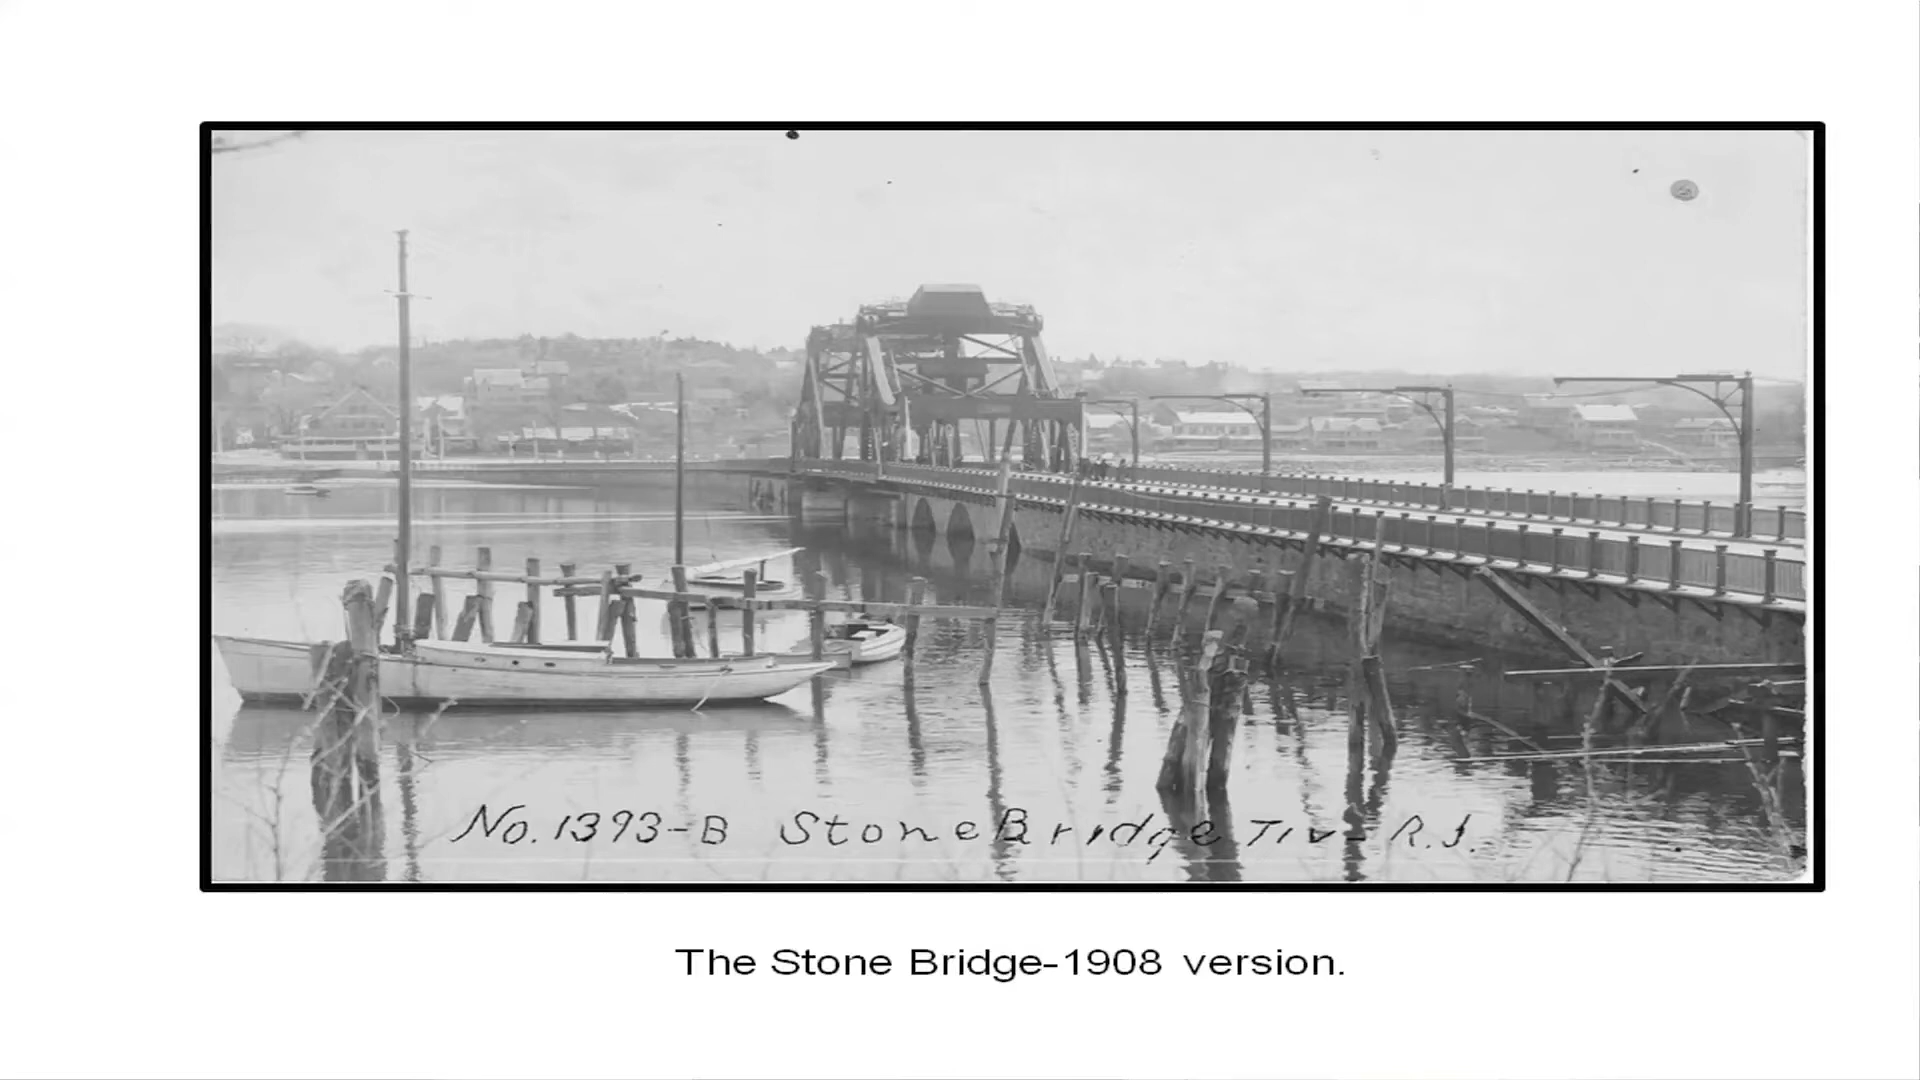 No. 1393-B Stone Bridge Tiv- R.I.
The Stone Bridge-1908 version.